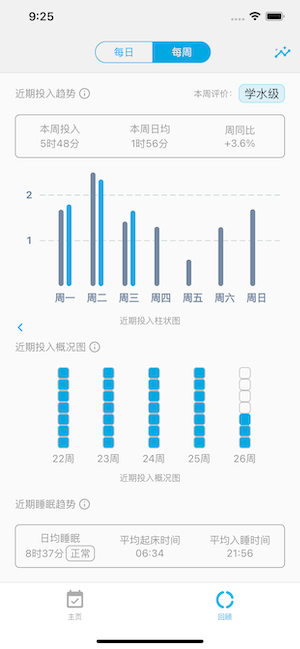 9:25
每日 每周
近期投入趋势 本周评价: 学水级
本周投入 本周日均 周同比
5时48分 1时56分 +3.6%
2
1
周一 周二 周三 周四 周五 周六 周日
近期投入柱状图
近期投入概况图
22周 23周 24周 25周 26周
近期投入概况图
近期睡眠趋势
日均睡眠 平均起床时间 平均入睡时间
8时37分 正常 06:34 21:56
主页 回顾